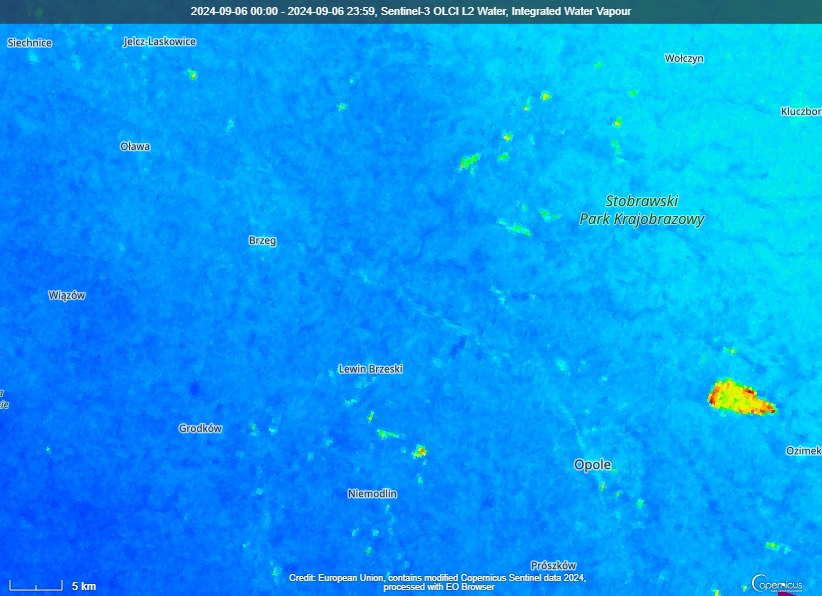 2024-09-06 00:00 - 2024-09-06 23:59, Sentinel-3 OLCI L2 Water, Integrated Water Vapour
Siechnice
Jelcz-Laskowice
Wołczyn
Kluczbor
Oława
Stobrawski
Park Krajobrazowy
Brzeg
Wiązów
Lewin Brzeski
Grodków
Ozimek
Opole
Niemodlin
Prószków
5 km
Credit: European Union, contains modified Copernicus Sentinel data 2024,
processed with EO Browser
opernicus